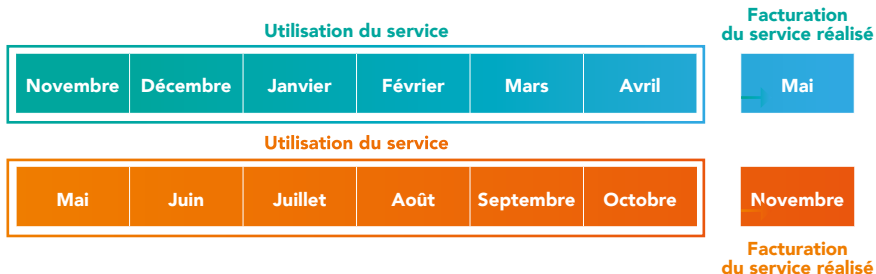 Utilisation du service
Facturation
du service réalisé
Novembre Décembre Janvier Février Mars Avril Mai
Utilisation du service
Mai Juin Juillet Août Septembre Octobre Novembre
Facturation
du service réalisé